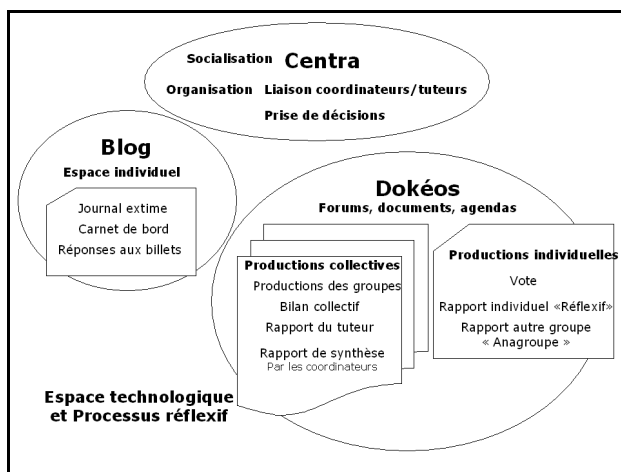 Socialisation Centra
Organisation Liaison coordinateurs/tuteurs
Prise de décisions
Blog
Espace individuel
Journal extime
Carnet de bord
Réponses aux billets
Dokéos
Forums, documents, agendas
Productions collectives
Productions des groupes
Bilan collectif
Rapport du tuteur
Rapport de synthèse
Par les coordinateurs
Productions individuelles
Vote
Rapport individuel «Réflexif»
Rapport autre groupe
« Anagroupe »
Espace technologique
et Processus réflexif